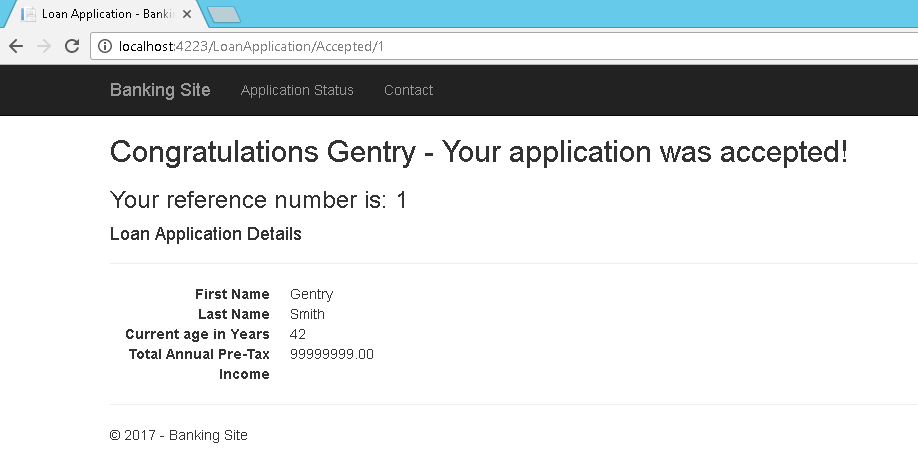 Loan Application - Banki
localhost:4223/LoanApplication/Accepted/1
Banking Site Application Status Contact
Congratulations Gentry - Your application was accepted!
Your reference number is: 1
Loan Application Details
First Name Gentry
Last Name Smith
Current age in Years 42
Total Annual Pre-Tax 99999999.00
Income
© 2017 - Banking Site